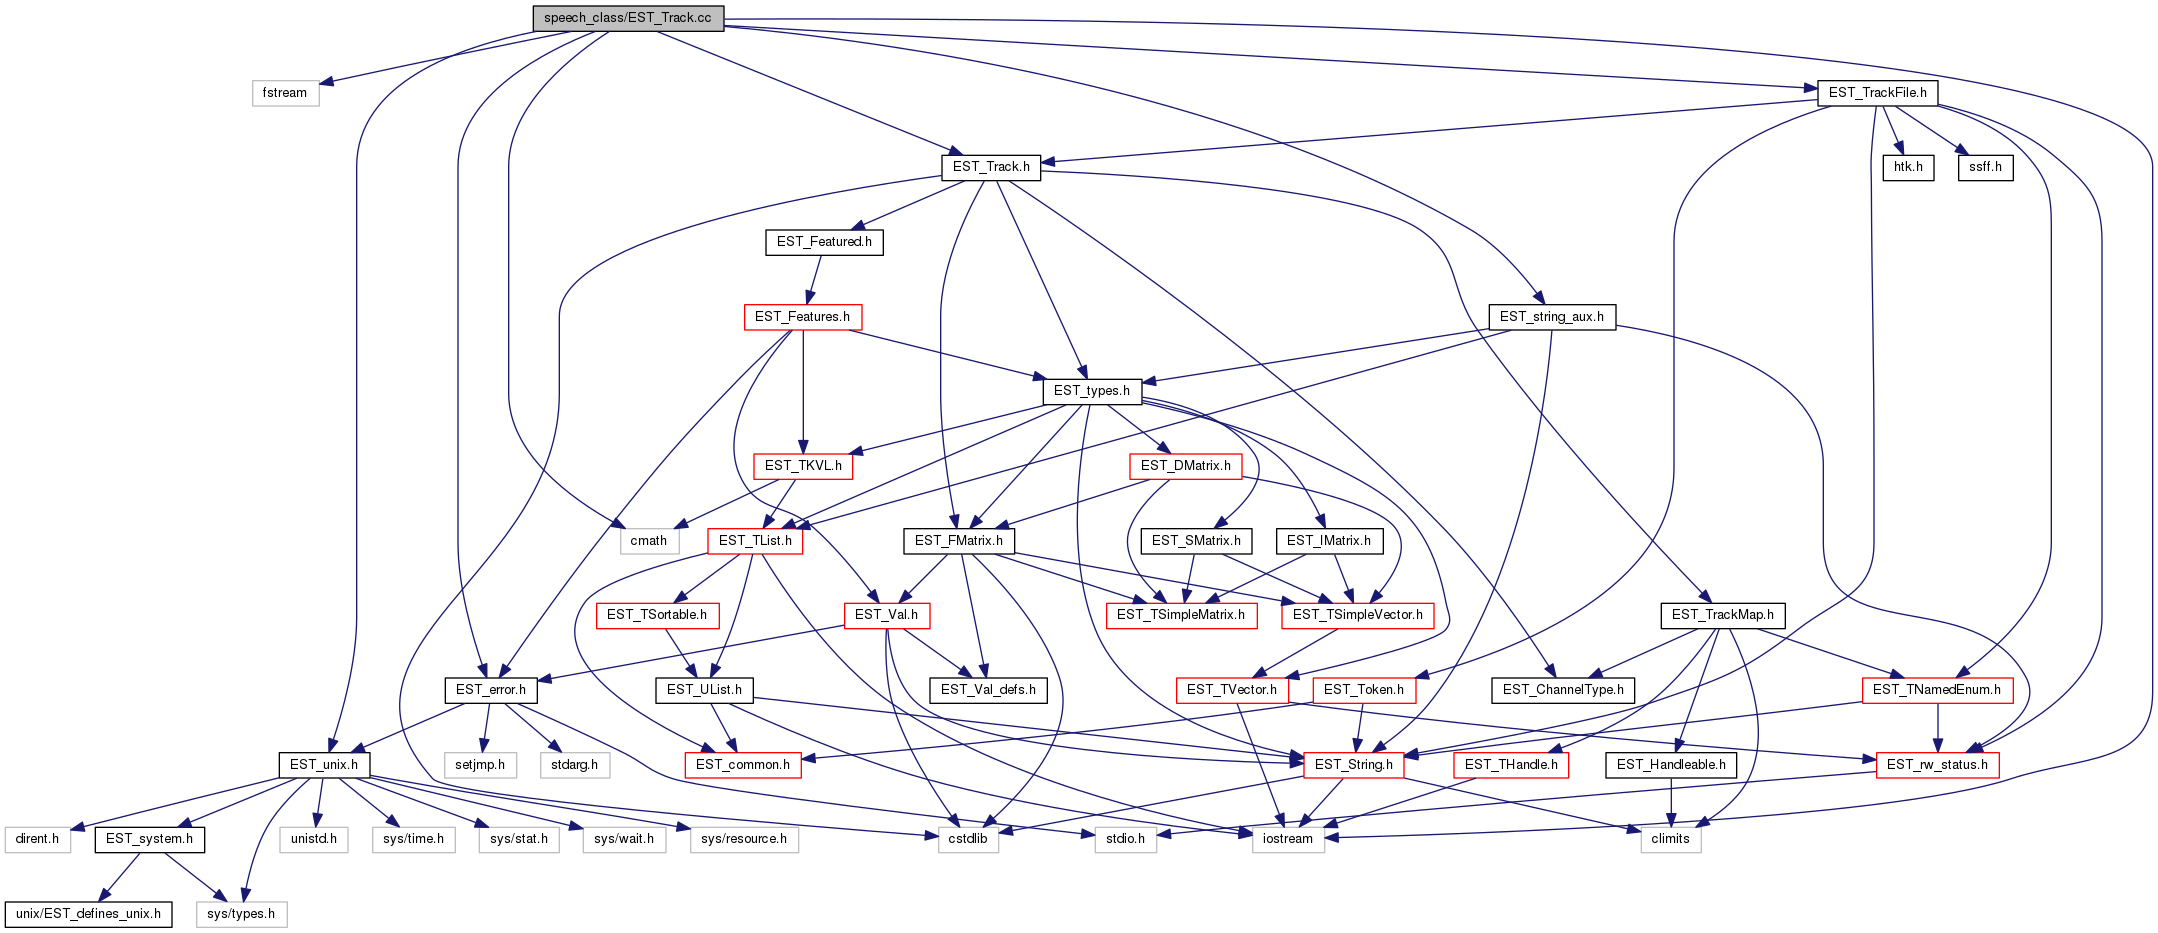 speech_class/EST_Track.cc
fstream
EST_TrackFile.h
EST_Track.h
htk.h
ssff.h
EST_Featured.h
EST_Features.h
EST_string_aux.h
EST_types.h
EST_TKVL.h
EST_DMatrix.h
cmath
EST_TList.h
EST_FMatrix.h
EST_SMatrix.h
EST_IMatrix.h
EST_TSortable.h
EST_Val.h
EST_TSimpleMatrix.h
EST_TSimpleVector.h
EST_TrackMap.h
EST_error.h
EST_UList.h
EST_Val_defs.h
EST_TVector.h
EST_Token.h
EST_ChannelType.h
EST_TNamedEnum.h
EST_unix.h
setjmp.h
stdarg.h
EST_common.h
EST_String.h
EST_THandle.h
EST_Handleable.h
EST_rw_status.h
dirent.h
EST_system.h
unistd.h
sys/time.h
sys/stat.h
sys/wait.h
sys/resource.h
cstdlib
stdio.h
iostream
climits
unix/EST_defines_unix.h
sys/types.h